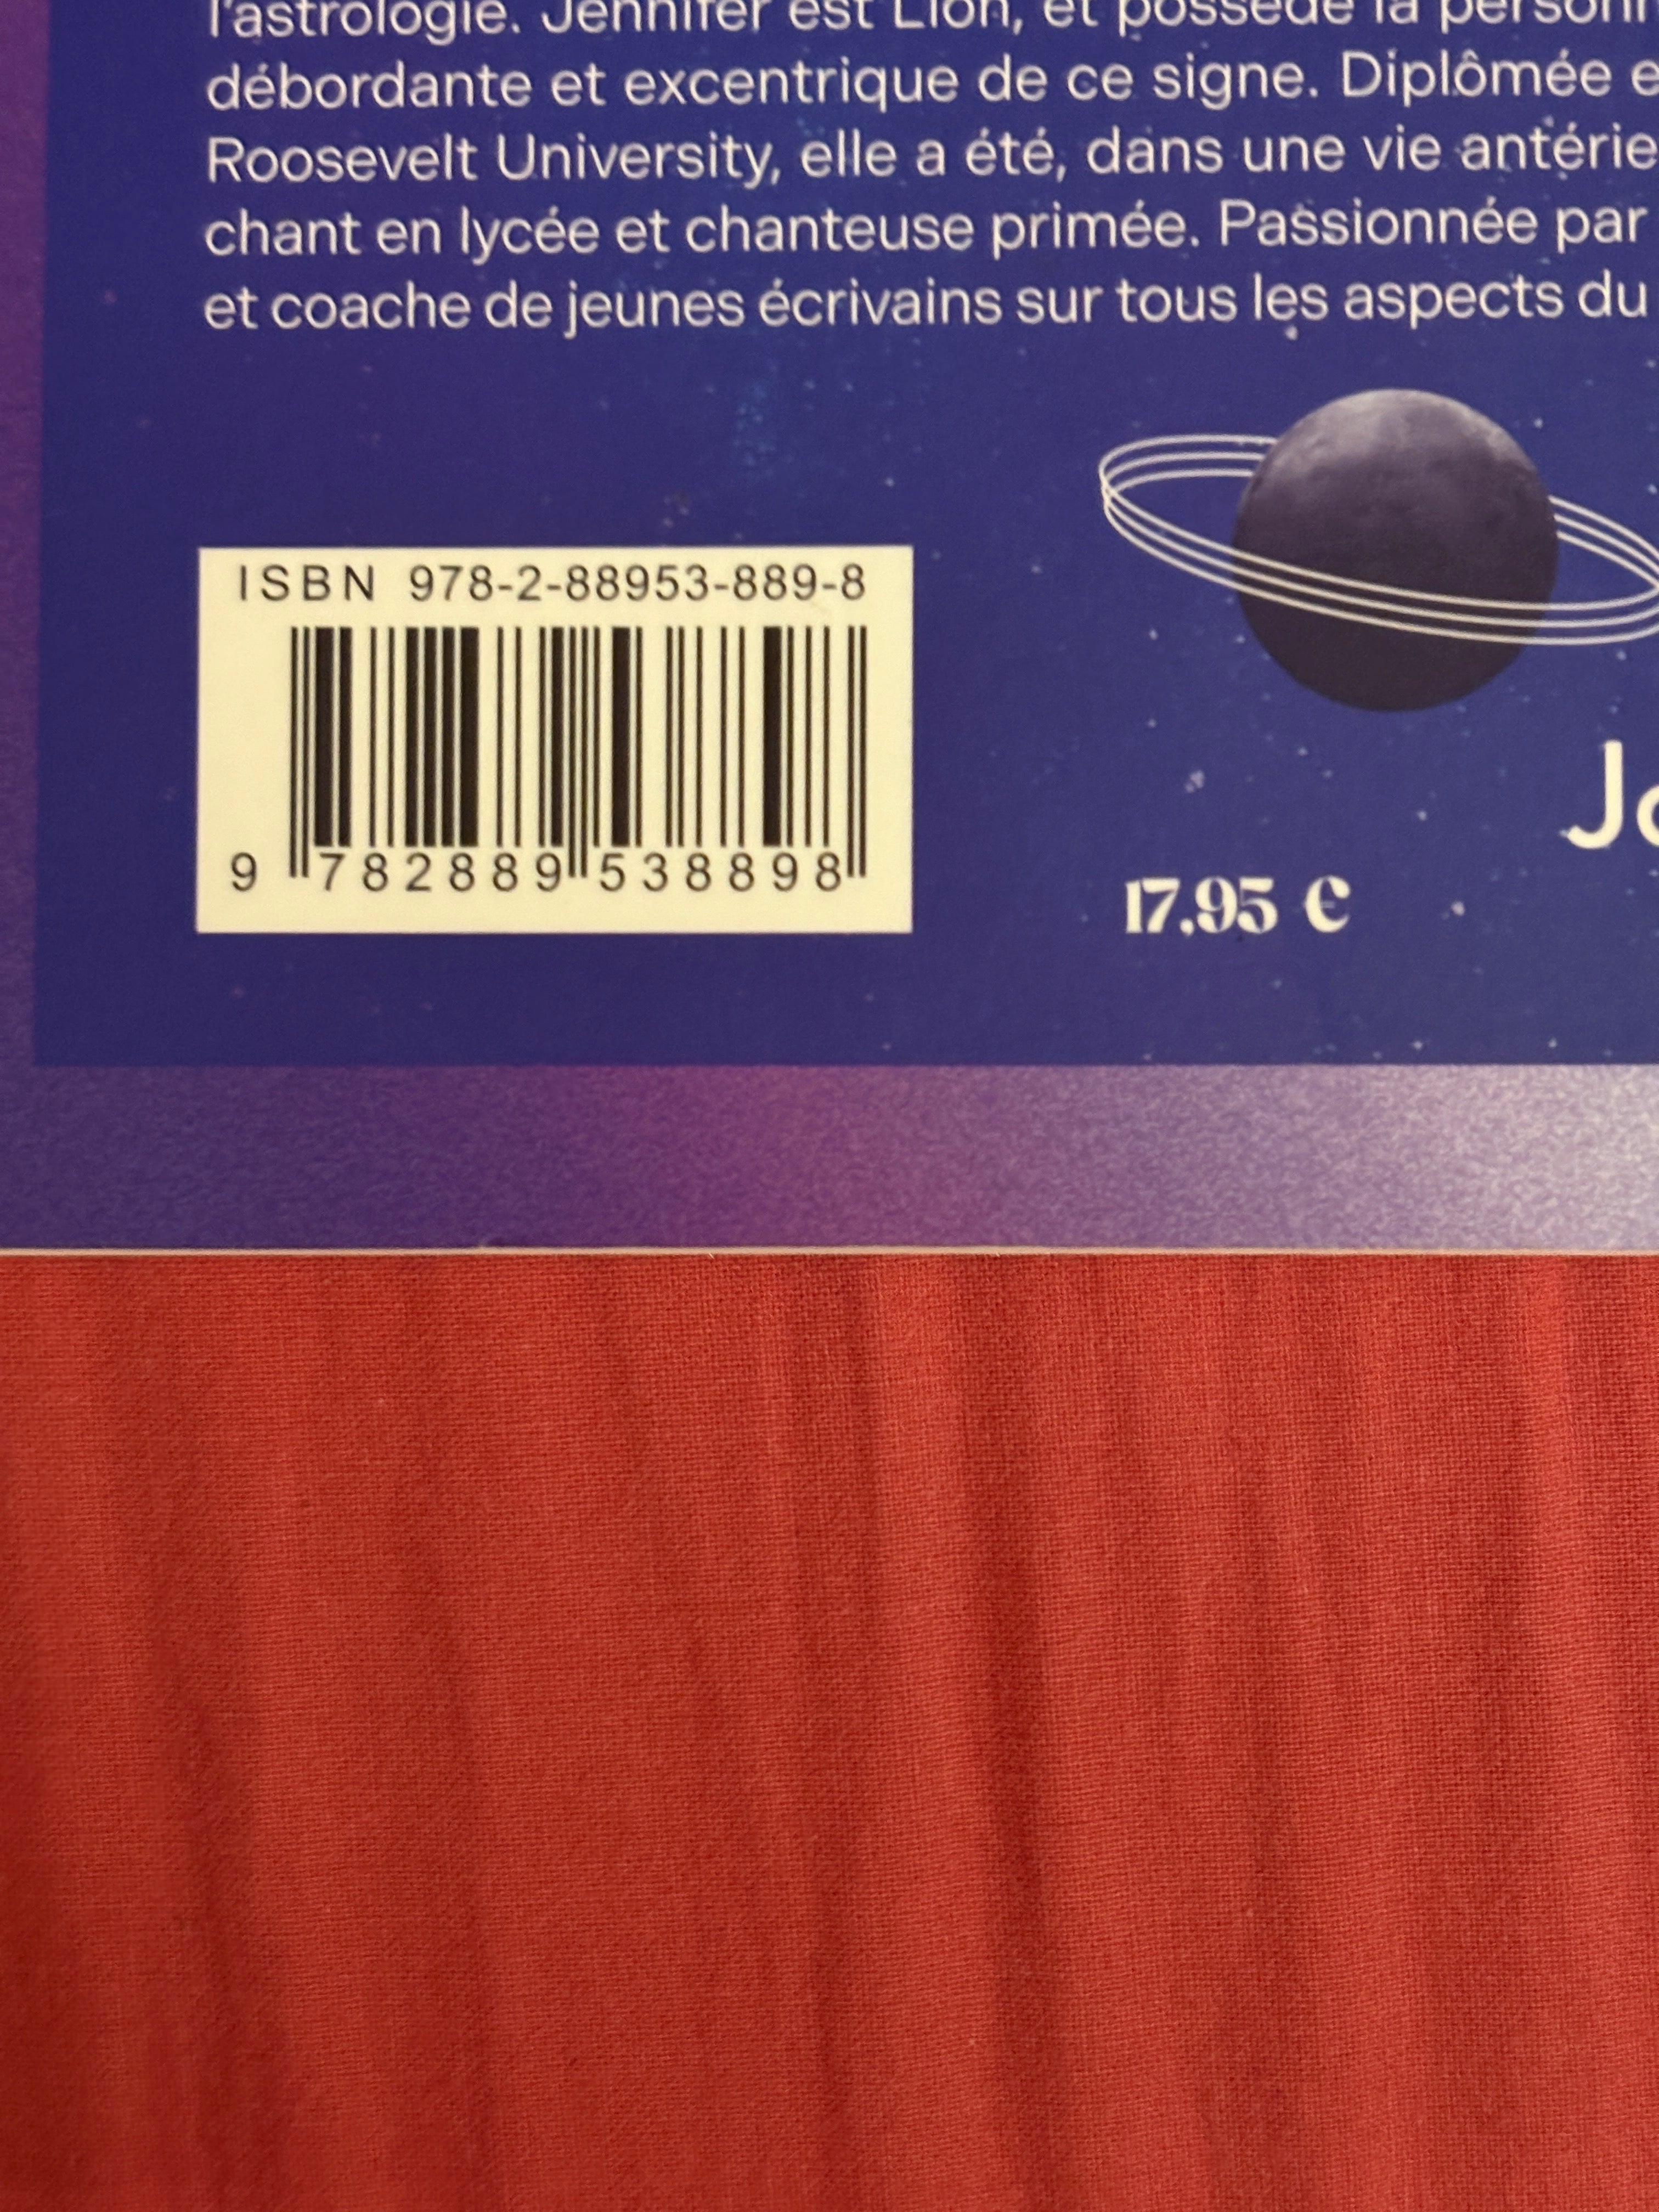 l'astrologie. Jennifer est Lion, et possède la
débordante et excentrique de ce signe. Diplômée
Roosevelt University, elle a été, dans une vie
chant en lycée et chanteuse primée. Passionnée par
et coache de jeunes écrivains sur tous les aspects du
ISBN 978-2-88953-889-8
9 782889 538898
17,95 €